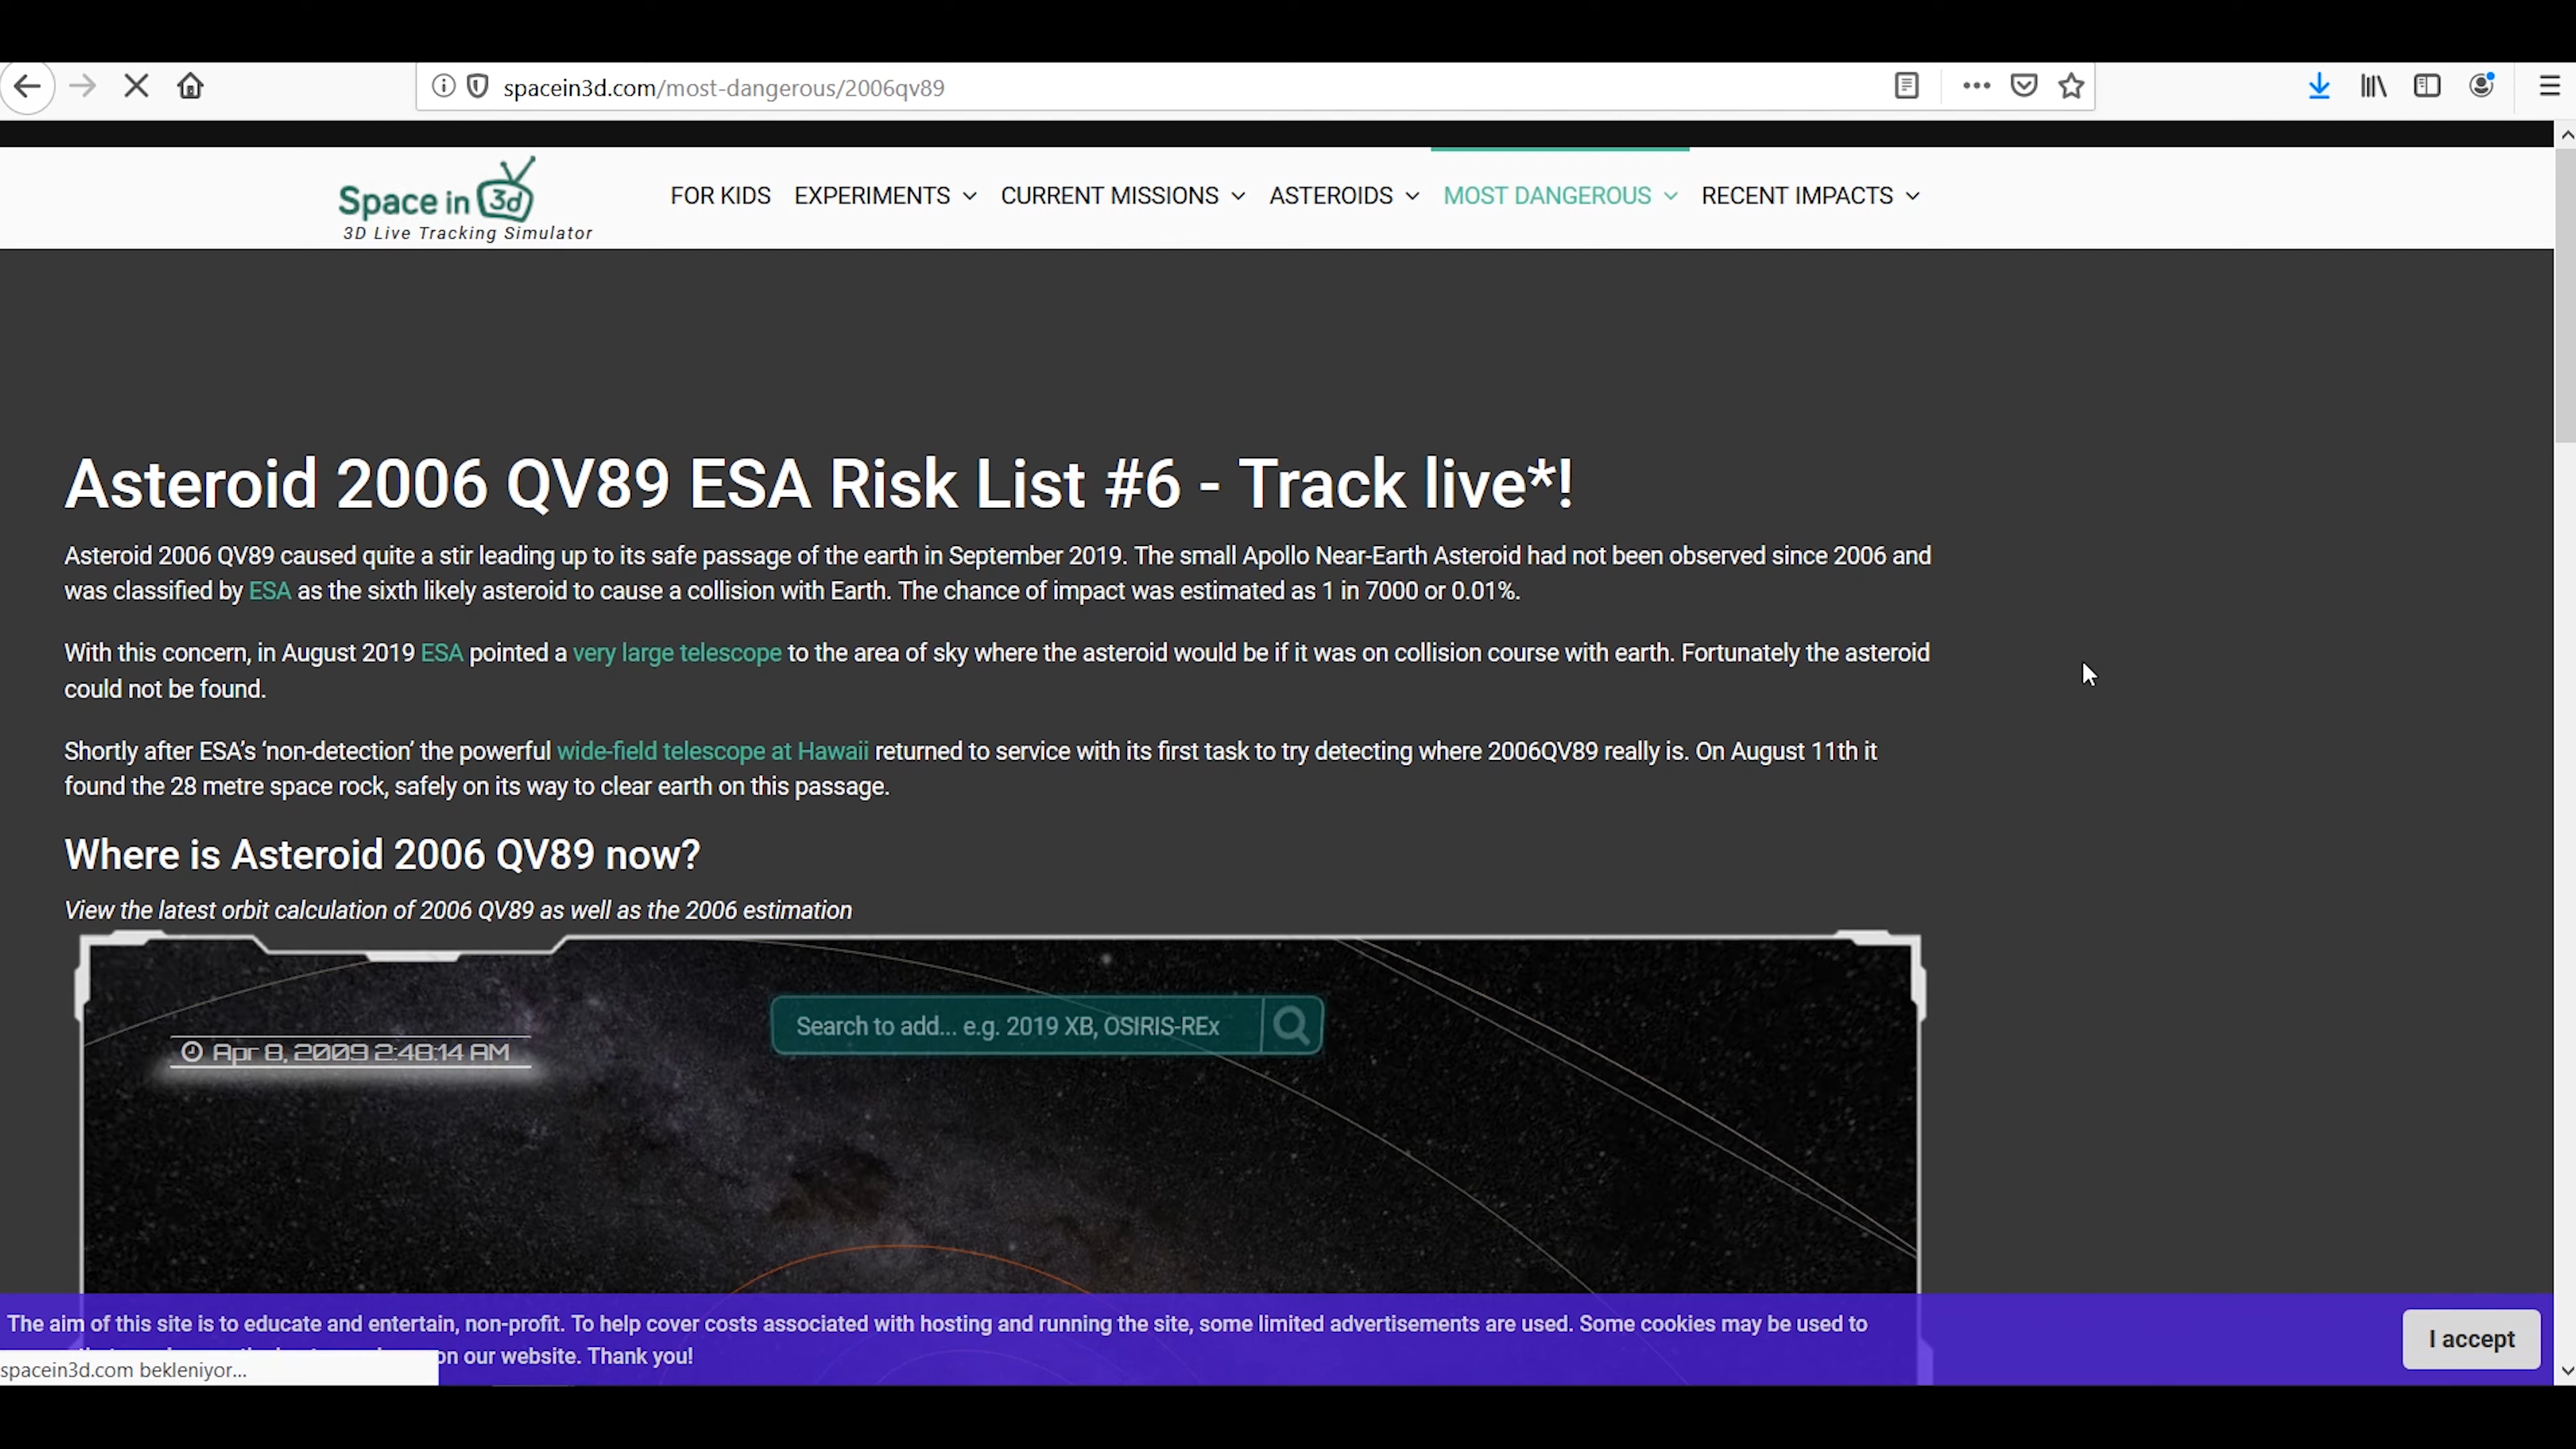 spacein3d.com/most-dangerous/2006qv89
Space in 3d
3D Live Tracking Simulator
FOR KIDS EXPERIMENTS CURRENT MISSIONS ASTEROIDS MOST DANGEROUS RECENT IMPACTS
Asteroid 2006 QV89 ESA Risk List #6 - Track live*!
Asteroid 2006 QV89 caused quite a stir leading up to its safe passage of the earth in September 2019. The small Apollo Near-Earth Asteroid had not been observed since 2006 and
was classified by ESA as the sixth likely asteroid to cause a collision with Earth. The chance of impact was estimated as 1 in 7000 or 0.01%.
With this concern, in August 2019 ESA pointed a very large telescope to the area of sky where the asteroid would be if it was on collision course with earth. Fortunately the asteroid
could not be found.
Shortly after ESA's ‘non-detection’ the powerful wide-field telescope at Hawaii returned to service with its first task to try detecting where 2006QV89 really is. On August 11th it
found the 28 metre space rock, safely on its way to clear earth on this passage.
Where is Asteroid 2006 QV89 now?
View the latest orbit calculation of 2006 QV89 as well as the 2006 estimation
Search to add... e.g. 2019 XB, OSIRIS-REx
Apr 8, 2009 2:48:14 AM
The aim of this site is to educate and entertain, non-profit. To help cover costs associated with hosting and running the site, some limited advertisements are used. Some cookies may be used to
on our website. Thank you!
I accept
spacein3d.com bekleniyor...